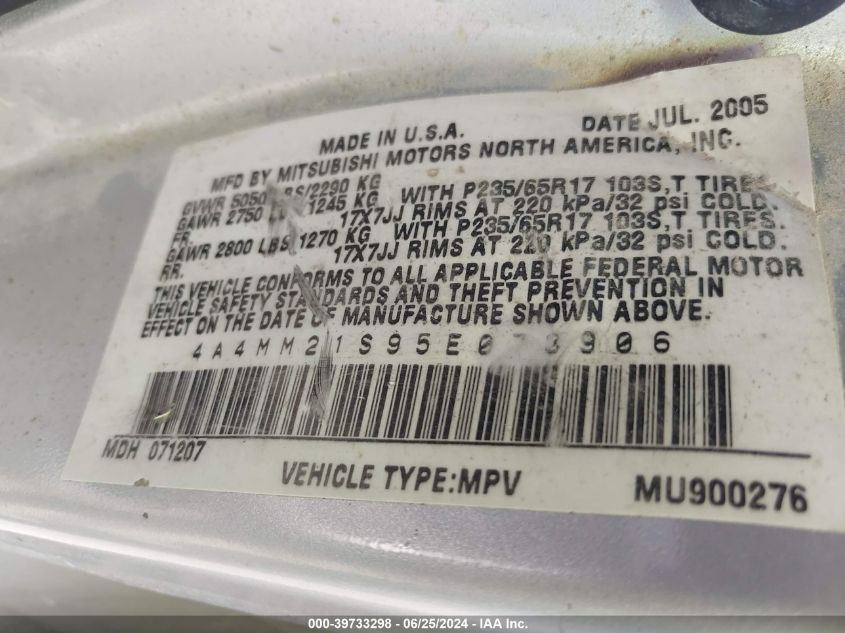 MADE IN U.S.A. DATE JUL. 2005
MFD BY MITSUBISHI MOTORS NORTH AMERICA, INC.
GVWR 5050 LBS/2290 KG
GAWR 2750 LBS 1245 KG WITH P235/65R17 103S,T TIRES
FR. 17X7JJ RIMS AT 220 kPa/32 psi COLD.
GAWR 2800 LBS 1270 KG WITH P235/65R17 103S,T TIRES.
RR. 17X7JJ RIMS AT 220 kPa/32 psi COLD.
THIS VEHICLE CONFORMS TO ALL APPLICABLE FEDERAL MOTOR
VEHICLE SAFETY STANDARDS AND THEFT PREVENTION IN
EFFECT ON THE DATE OF MANUFACTURE SHOWN ABOVE.
4A4MM21S95E073906
MDH 071207
VEHICLE TYPE:MPV MU900276
000-39733298 - 06/25/2024 - IAA, Inc.